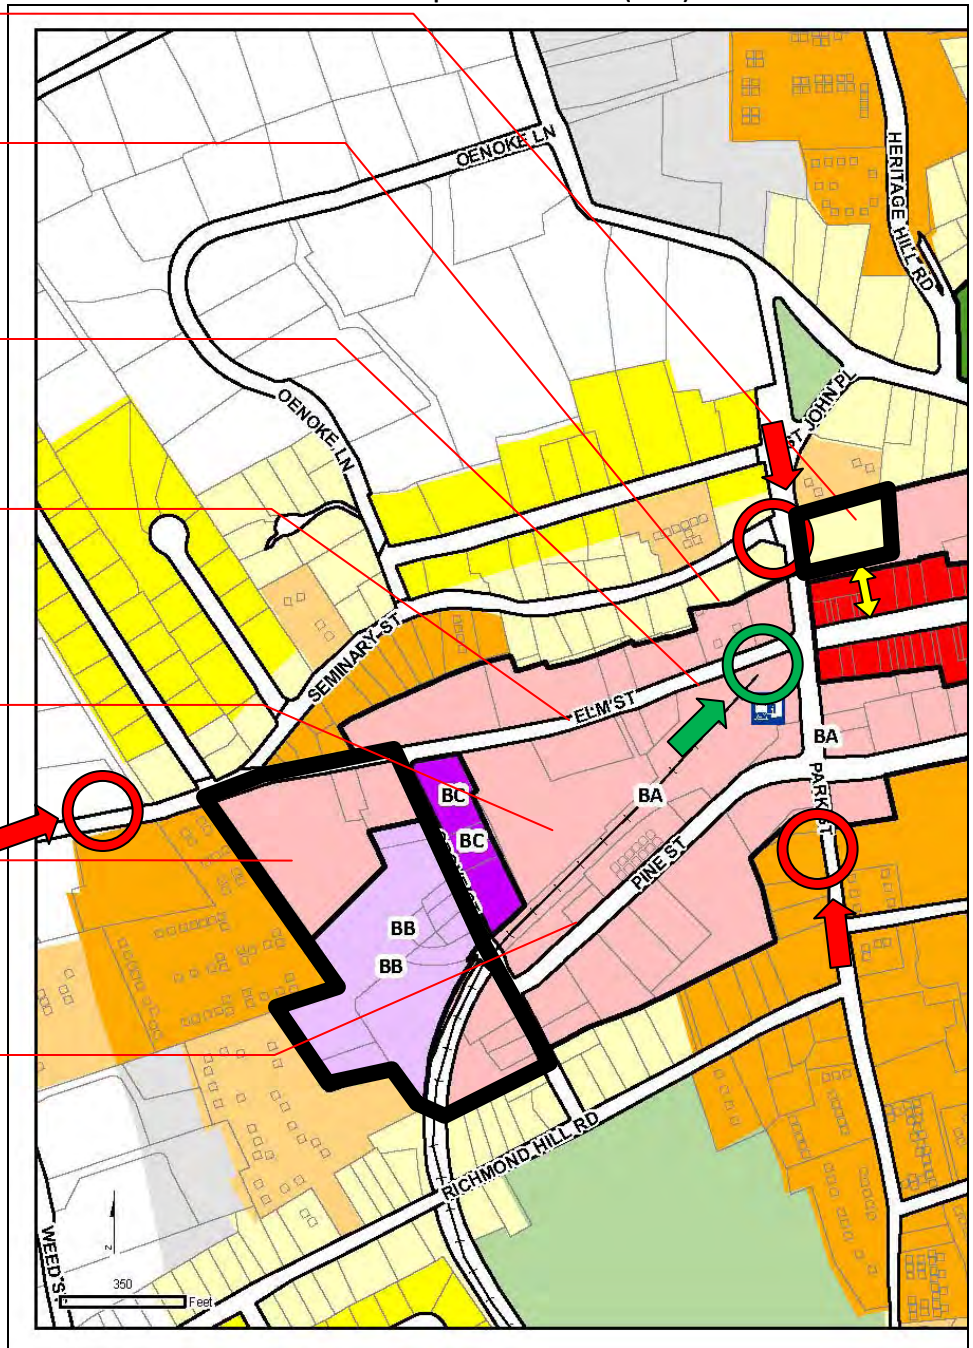 OENOKE LN
HERITAGE HILL RD
OENOKE LN
ST JOHN PL
SEMINARY ST
ELM ST
BA
BC
BA
PARK ST
BC
PINE ST
BB
BB
RICHMOND HILL RD
WEED ST
N
350
Feet